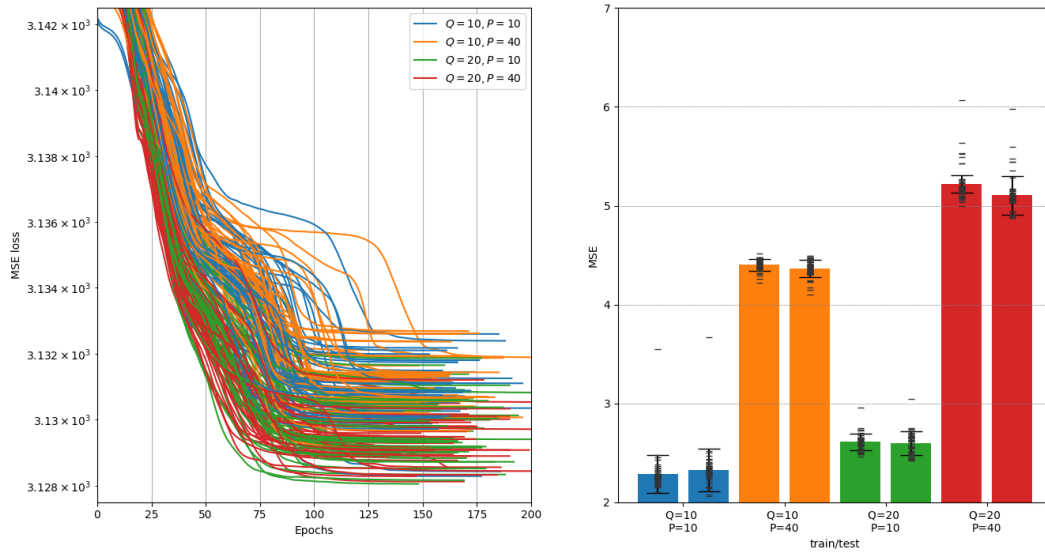 3.142 × 10³
3.14 × 10³
3.138 × 10³
3.136 × 10³
3.134 × 10³
3.132 × 10³
3.13 × 10³
3.128 × 10³
MSE loss
0 25 50 75 100 125 150 175 200
Epochs
Q = 10, P = 10
Q = 10, P = 40
Q = 20, P = 10
Q = 20, P = 40
7
6
5
4
3
2
MSE
Q=10 Q=10 Q=20 Q=20
P=10 P=40 P=10 P=40
train/test